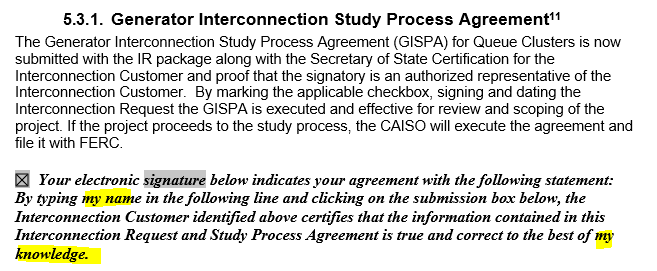 5.3.1. Generator Interconnection Study Process Agreement¹¹
The Generator Interconnection Study Process Agreement (GISPA) for Queue Clusters is now
submitted with the IR package along with the Secretary of State Certification for the
Interconnection Customer and proof that the signatory is an authorized representative of the
Interconnection Customer.  By marking the applicable checkbox, signing and dating the
Interconnection Request the GISPA is executed and effective for review and scoping of the
project. If the project proceeds to the study process, the CAISO will execute the agreement and
file it with FERC.
☒ Your electronic signature below indicates your agreement with the following statement:
By typing my name in the following line and clicking on the submission box below, the
Interconnection Customer identified above certifies that the information contained in this
Interconnection Request and Study Process Agreement is true and correct to the best of my
knowledge.